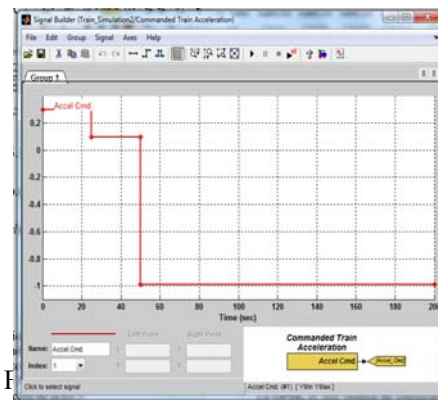 Signal Builder (Train_Simulation2/Commanded Train Acceleration)
File Edit Group Signal Axes Help
Group 1
Accel Cmd
0.2
0
-0.2
-0.4
-0.6
-0.8
-1
0 20 40 60 80 100 120 140 160 180 200
Time (sec)
Left Point Right Point
Name: Accel Cmd T: T:
Index: 1 Y: Y:
Commanded Train
Acceleration
Accel Cmd Accel_Cmd
Click to select signal Accel Cmd (#1) [ YMin YMax ]